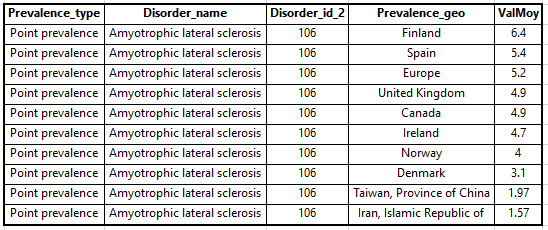 Prevalence_type Disorder_name Disorder_id_2 Prevalence_geo ValMoy
Point prevalence Amyotrophic lateral sclerosis 106 Finland 6.4
Point prevalence Amyotrophic lateral sclerosis 106 Spain 5.4
Point prevalence Amyotrophic lateral sclerosis 106 Europe 5.2
Point prevalence Amyotrophic lateral sclerosis 106 United Kingdom 4.9
Point prevalence Amyotrophic lateral sclerosis 106 Canada 4.9
Point prevalence Amyotrophic lateral sclerosis 106 Ireland 4.7
Point prevalence Amyotrophic lateral sclerosis 106 Norway 4
Point prevalence Amyotrophic lateral sclerosis 106 Denmark 3.1
Point prevalence Amyotrophic lateral sclerosis 106 Taiwan, Province of China 1.97
Point prevalence Amyotrophic lateral sclerosis 106 Iran, Islamic Republic of 1.57